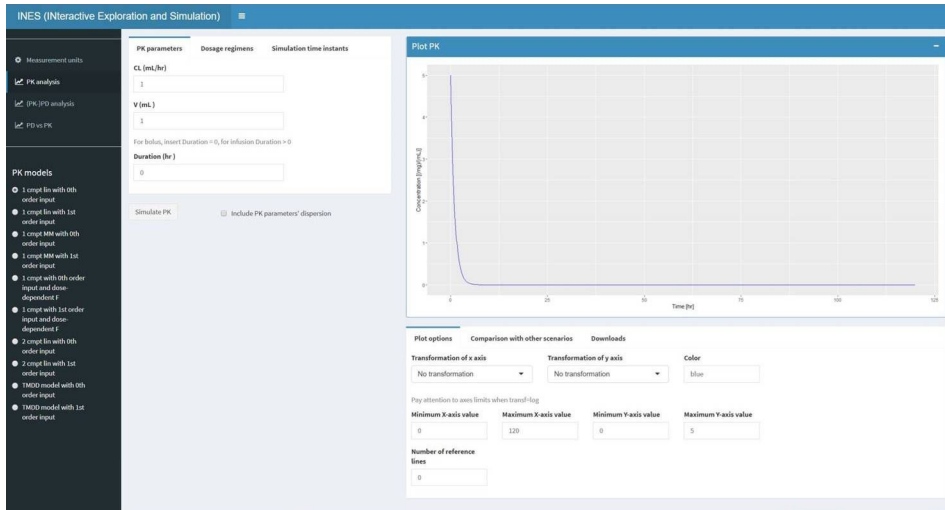 INES (INteractive Exploration and Simulation)
Measurement units
PK analysis
(PK-)PD analysis
PD vs PK
PK models
1 cmpt lin with 0th
order input
1 cmpt lin with 1st
order input
1 cmpt MM with 0th
order input
1 cmpt MM with 1st
order input
1 cmpt with 0th order
input and dose-
dependent F
1 cmpt with 1st order
input and dose-
dependent F
2 cmpt lin with 0th
order input
2 cmpt lin with 1st
order input
TMDD model with 0th
order input
TMDD model with 1st
order input
PK parameters Dosage regimens Simulation time instants
CL (mL/hr)
1
V (mL )
1
For bolus, insert Duration = 0, for infusion Duration > 0
Duration (hr )
0
Simulate PK Include PK parameters' dispersion
Plot PK
Concentration [(mg)/(mL)]
5
4
3
2
1
0
0 25 50 75 100 125
Time [hr]
Plot options Comparison with other scenarios Downloads
Transformation of x axis Transformation of y axis Color
No transformation No transformation blue
Pay attention to axes limits when transf=log
Minimum X-axis value Maximum X-axis value Minimum Y-axis value Maximum Y-axis value
0 120 0 5
Number of reference
lines
0